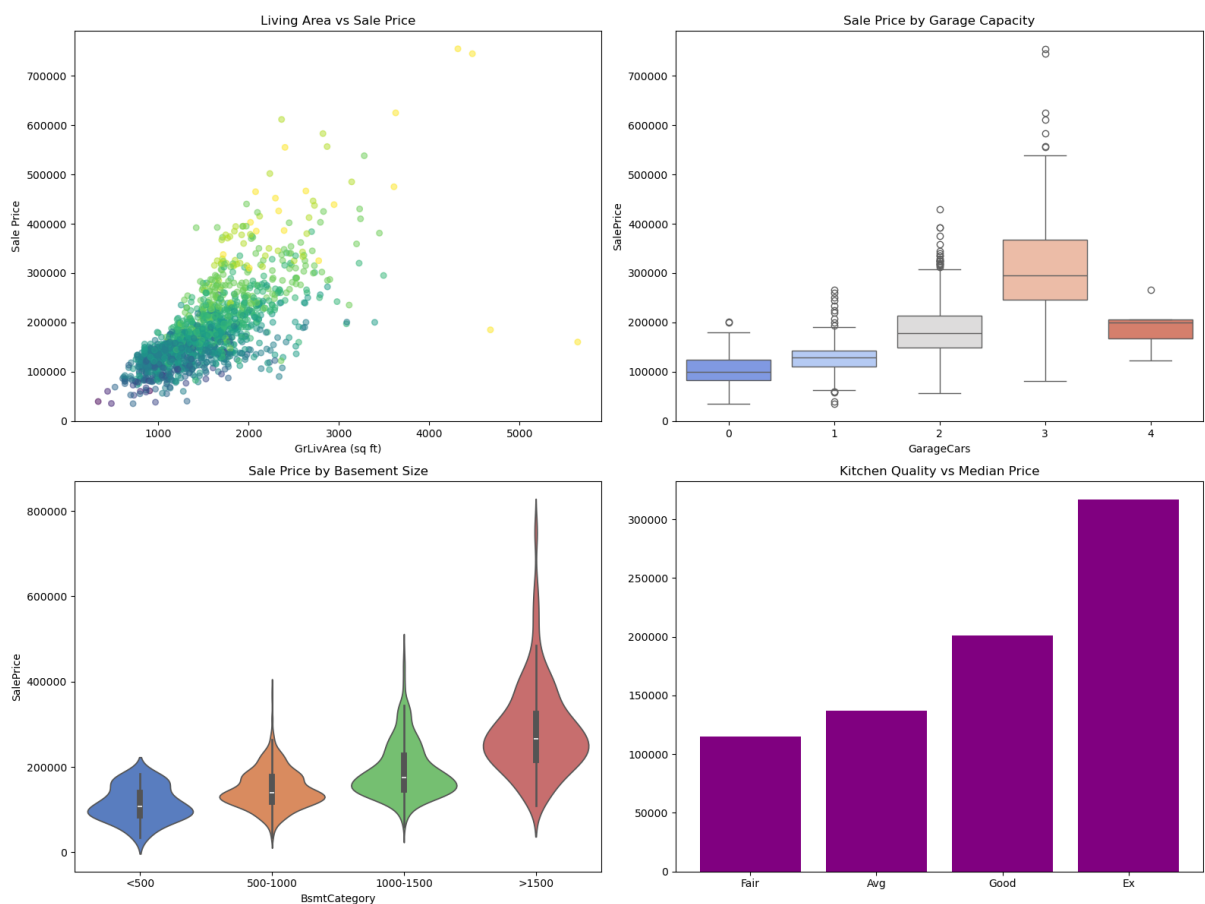 Living Area vs Sale Price
700000
600000
500000
400000
300000
200000
100000
0
Sale Price
1000 2000 3000 4000 5000
GrLivArea (sq ft)
Sale Price by Garage Capacity
700000
600000
500000
400000
300000
200000
100000
0
SalePrice
0 1 2 3 4
GarageCars
Sale Price by Basement Size
800000
600000
400000
200000
0
SalePrice
<500 500-1000 1000-1500 >1500
BsmtCategory
Kitchen Quality vs Median Price
300000
250000
200000
150000
100000
50000
0
Fair Avg Good Ex